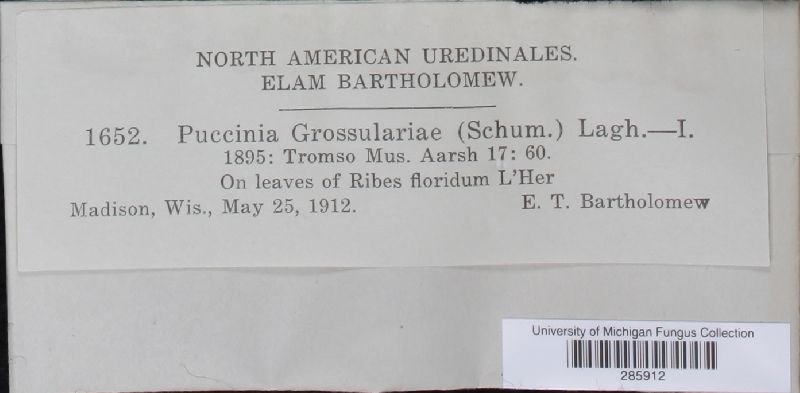 NORTH AMERICAN UREDINALES.
ELAM BARTHOLOMEW.
1652. Puccinia Grossulariae (Schum.) Lagh.—I.
1895: Tromso Mus. Aarsh 17: 60.
On leaves of Ribes floridum L'Her
Madison, Wis., May 25, 1912. E. T. Bartholomew
University of Michigan Fungus Collection
285912